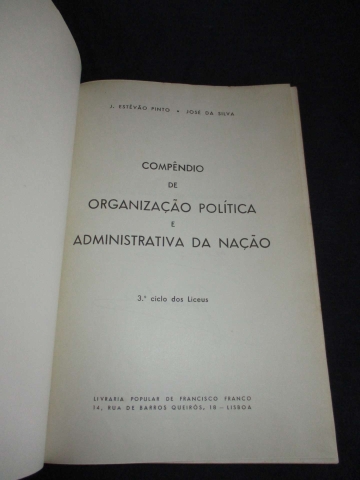 J. ESTÊVÃO PINTO • JOSÉ DA SILVA
COMPÊNDIO
DE
ORGANIZAÇÃO POLÍTICA
E
ADMINISTRATIVA DA NAÇÃO
3.º ciclo dos Liceus
LIVRARIA POPULAR DE FRANCISCO FRANCO
14, RUA DE BARROS QUEIRÓS, 18 — LISBOA